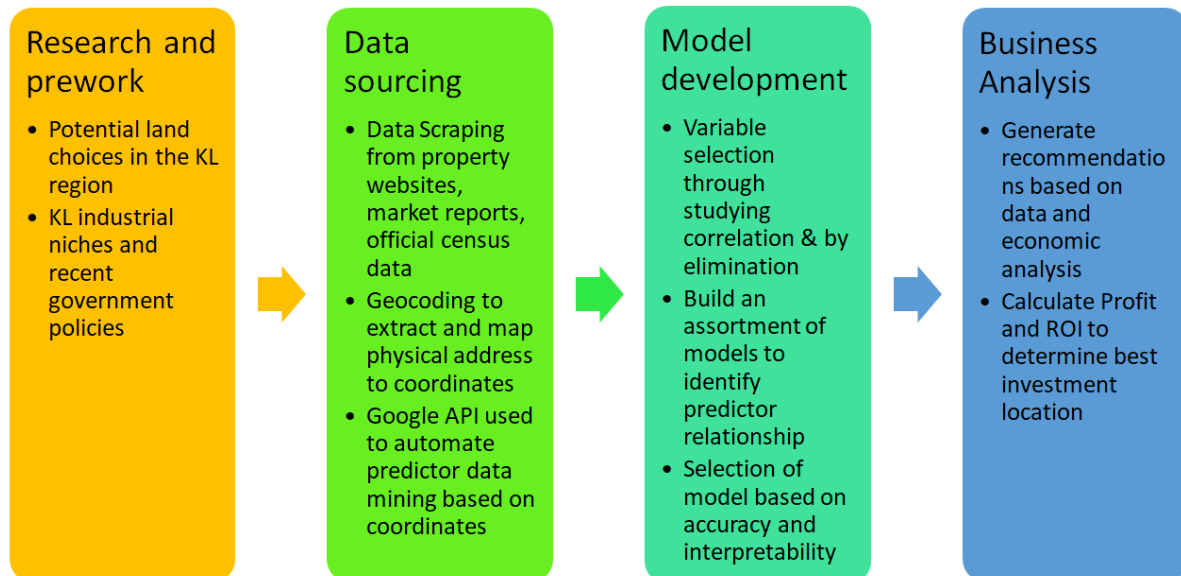 Research and
prework
• Potential land
choices in the KL
region
• KL industrial
niches and
recent
government
policies
Data
sourcing
• Data Scraping
from property
websites,
market reports,
official census
data
• Geocoding to
extract and map
physical address
to coordinates
• Google API used
to automate
predictor data
mining based on
coordinates
Model
development
• Variable
selection
through
studying
correlation & by
elimination
• Build an
assortment of
models to
identify
predictor
relationship
• Selection of
model based on
accuracy and
interpretability
Business
Analysis
• Generate
recommendatio
ns based on
data and
economic
analysis
• Calculate Profit
and ROI to
determine best
investment
location